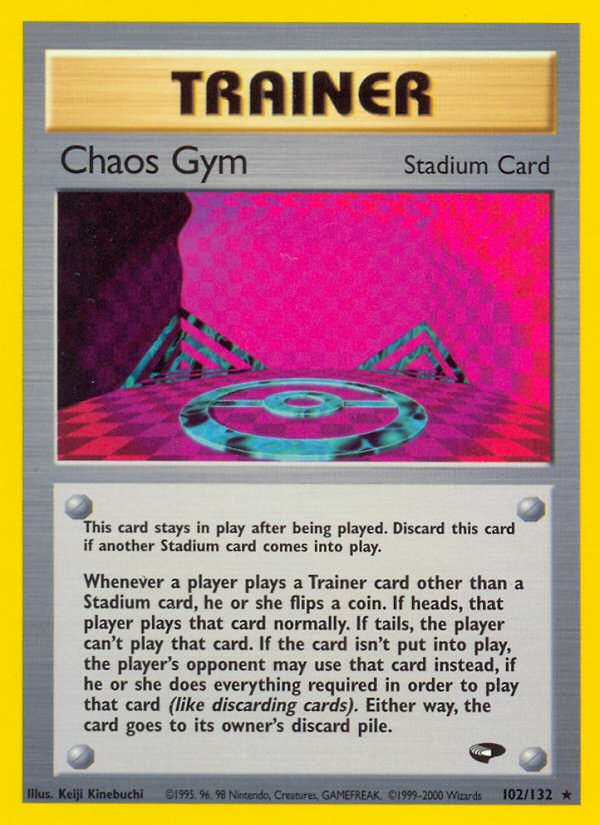 TRAINER
Chaos Gym Stadium Card
This card stays in play after being played. Discard this card
if another Stadium card comes into play.
Whenever a player plays a Trainer card other than a
Stadium card, he or she flips a coin. If heads, that
player plays that card normally. If tails, the player
can't play that card. If the card isn't put into play,
the player's opponent may use that card instead, if
he or she does everything required in order to play
that card (like discarding cards). Either way, the
card goes to its owner's discard pile.
Illus. Keiji Kinebuchi ©1995, 96, 98 Nintendo, Creatures, GAMEFREAK. ©1999-2000 Wizards 102/132 ★